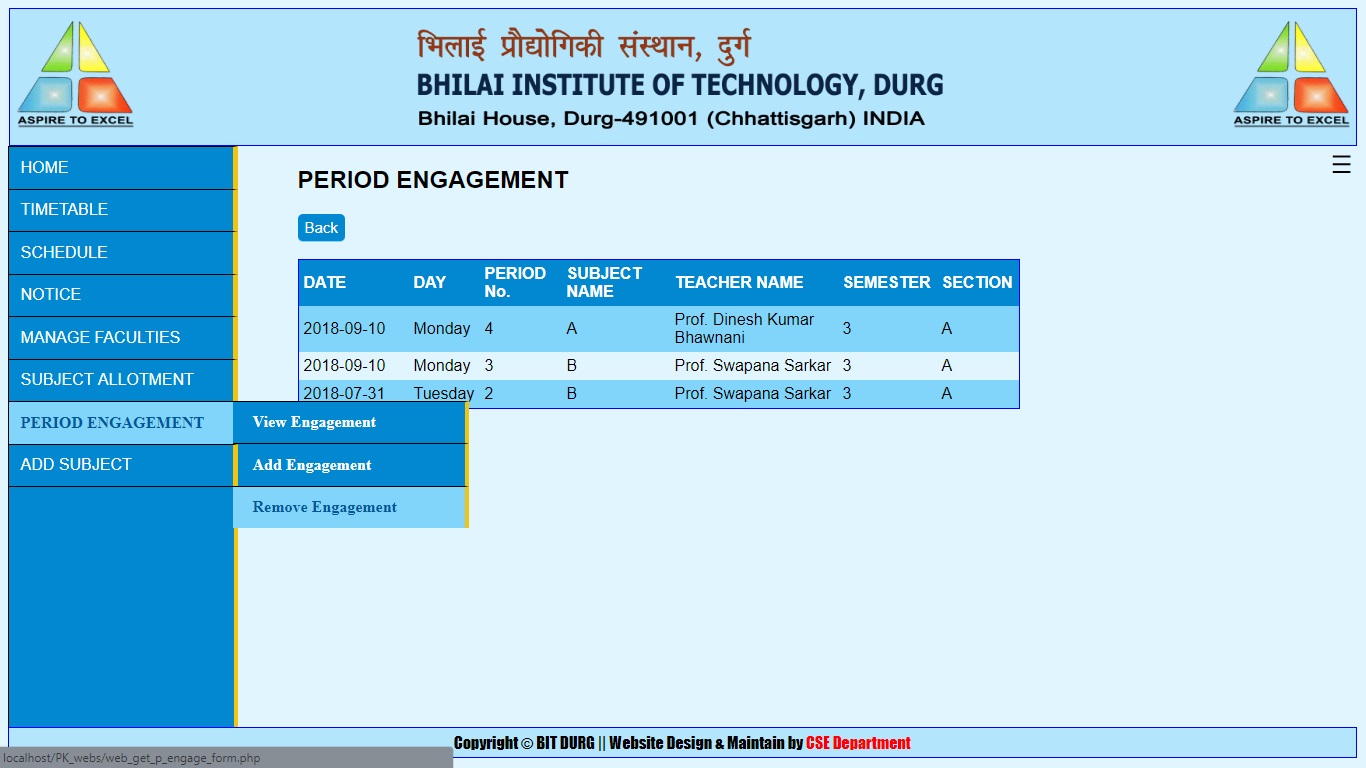 भिलाई प्रौद्योगिकी संस्थान, दुर्ग
BHILAI INSTITUTE OF TECHNOLOGY, DURG
Bhilai House, Durg-491001 (Chhattisgarh) INDIA
ASPIRE TO EXCEL
ASPIRE TO EXCEL
☰
HOME
TIMETABLE
SCHEDULE
NOTICE
MANAGE FACULTIES
SUBJECT ALLOTMENT
PERIOD ENGAGEMENT
ADD SUBJECT
View Engagement
Add Engagement
Remove Engagement
PERIOD ENGAGEMENT
Back
DATE DAY PERIOD No. SUBJECT NAME TEACHER NAME SEMESTER SECTION
2018-09-10 Monday 4 A Prof. Dinesh Kumar Bhawnani 3 A
2018-09-10 Monday 3 B Prof. Swapana Sarkar 3 A
2018-07-31 Tuesday 2 B Prof. Swapana Sarkar 3 A
Copyright © BIT DURG || Website Design & Maintain by CSE Department
localhost/PK_webs/web_get_p_engage_form.php